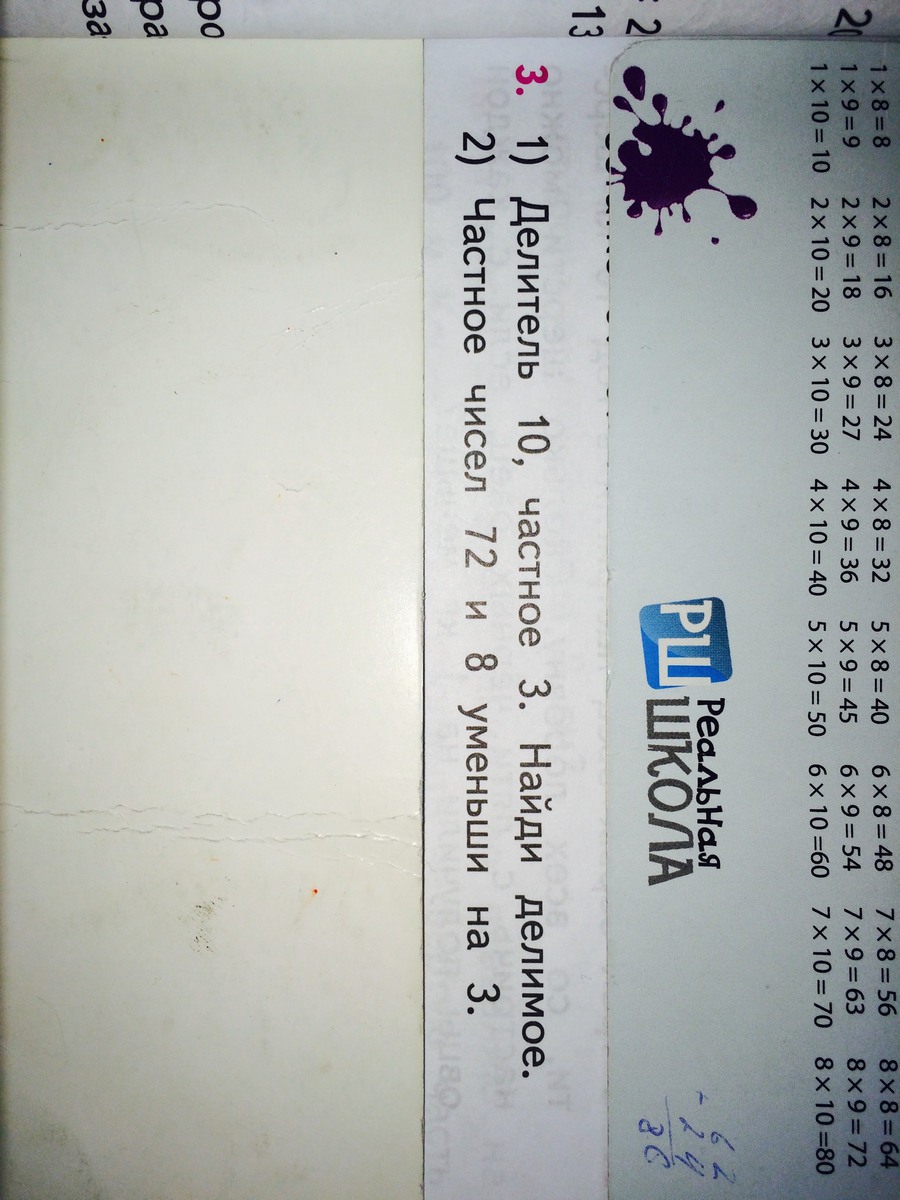 1 × 8 = 8 2 × 8 = 16 3 × 8 = 24 4 × 8 = 32 5 × 8 = 40 6 × 8 = 48 7 × 8 = 56 8 × 8 = 64
1 × 9 = 9 2 × 9 = 18 3 × 9 = 27 4 × 9 = 36 5 × 9 = 45 6 × 9 = 54 7 × 9 = 63 8 × 9 = 72
1 × 10 = 10 2 × 10 = 20 3 × 10 = 30 4 × 10 = 40 5 × 10 = 50 6 × 10 =60 7 × 10 = 70 8 × 10 =80
РШ Реальная
ШКОЛА
62
- 24
38
3. 1) Делитель 10, частное 3. Найди делимое.
2) Частное чисел 72 и 8 уменьши на 3.